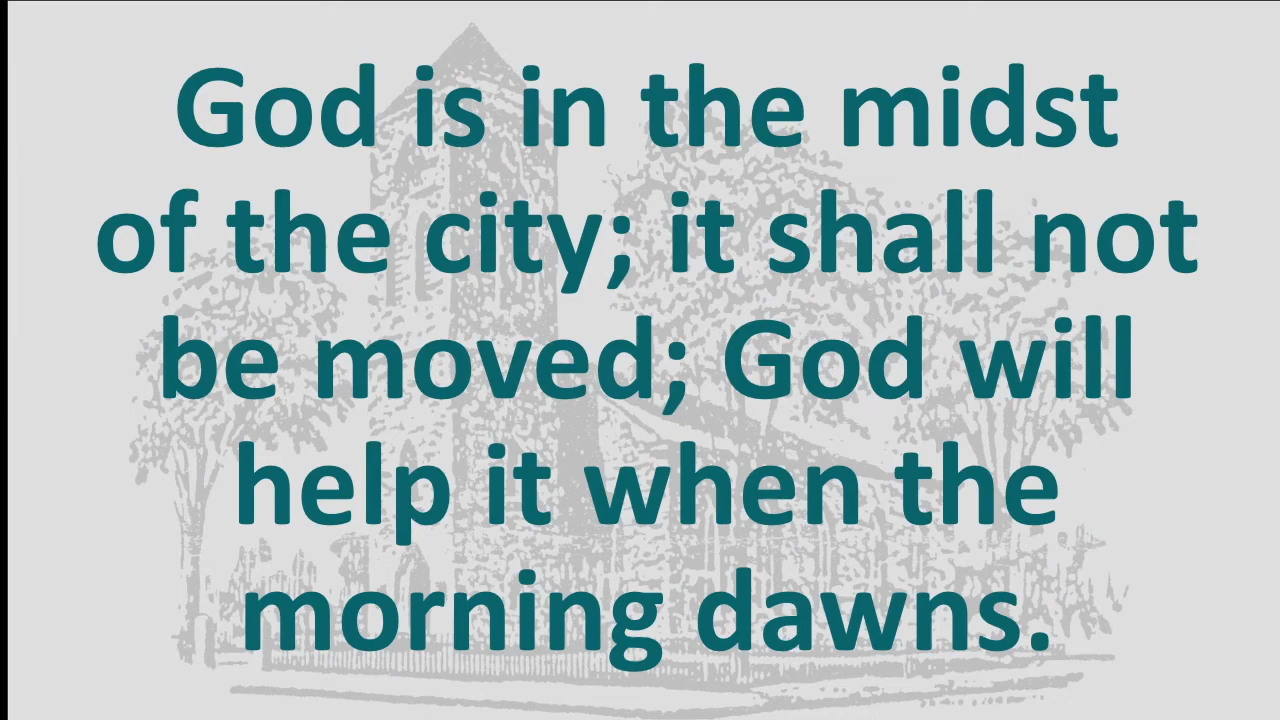 God is in the midst
of the city; it shall not
be moved; God will
help it when the
morning dawns.